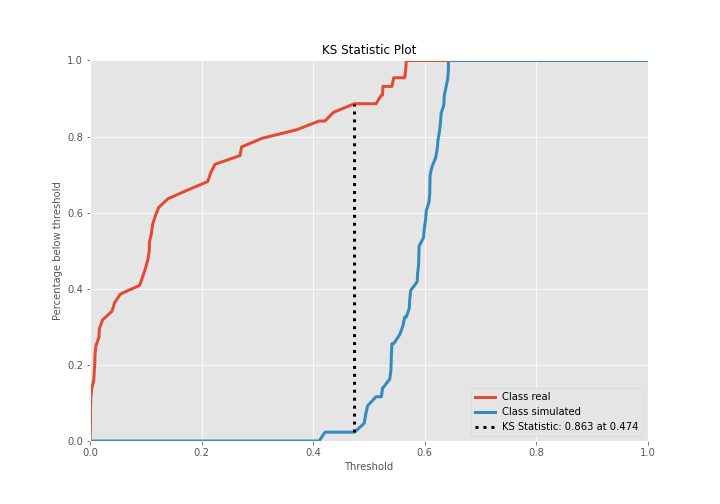 KS Statistic Plot
1.0
0.8
0.6
0.4
0.2
0.0
Percentage below threshold
0.0 0.2 0.4 0.6 0.8 1.0
Threshold
Class real
Class simulated
KS Statistic: 0.863 at 0.474